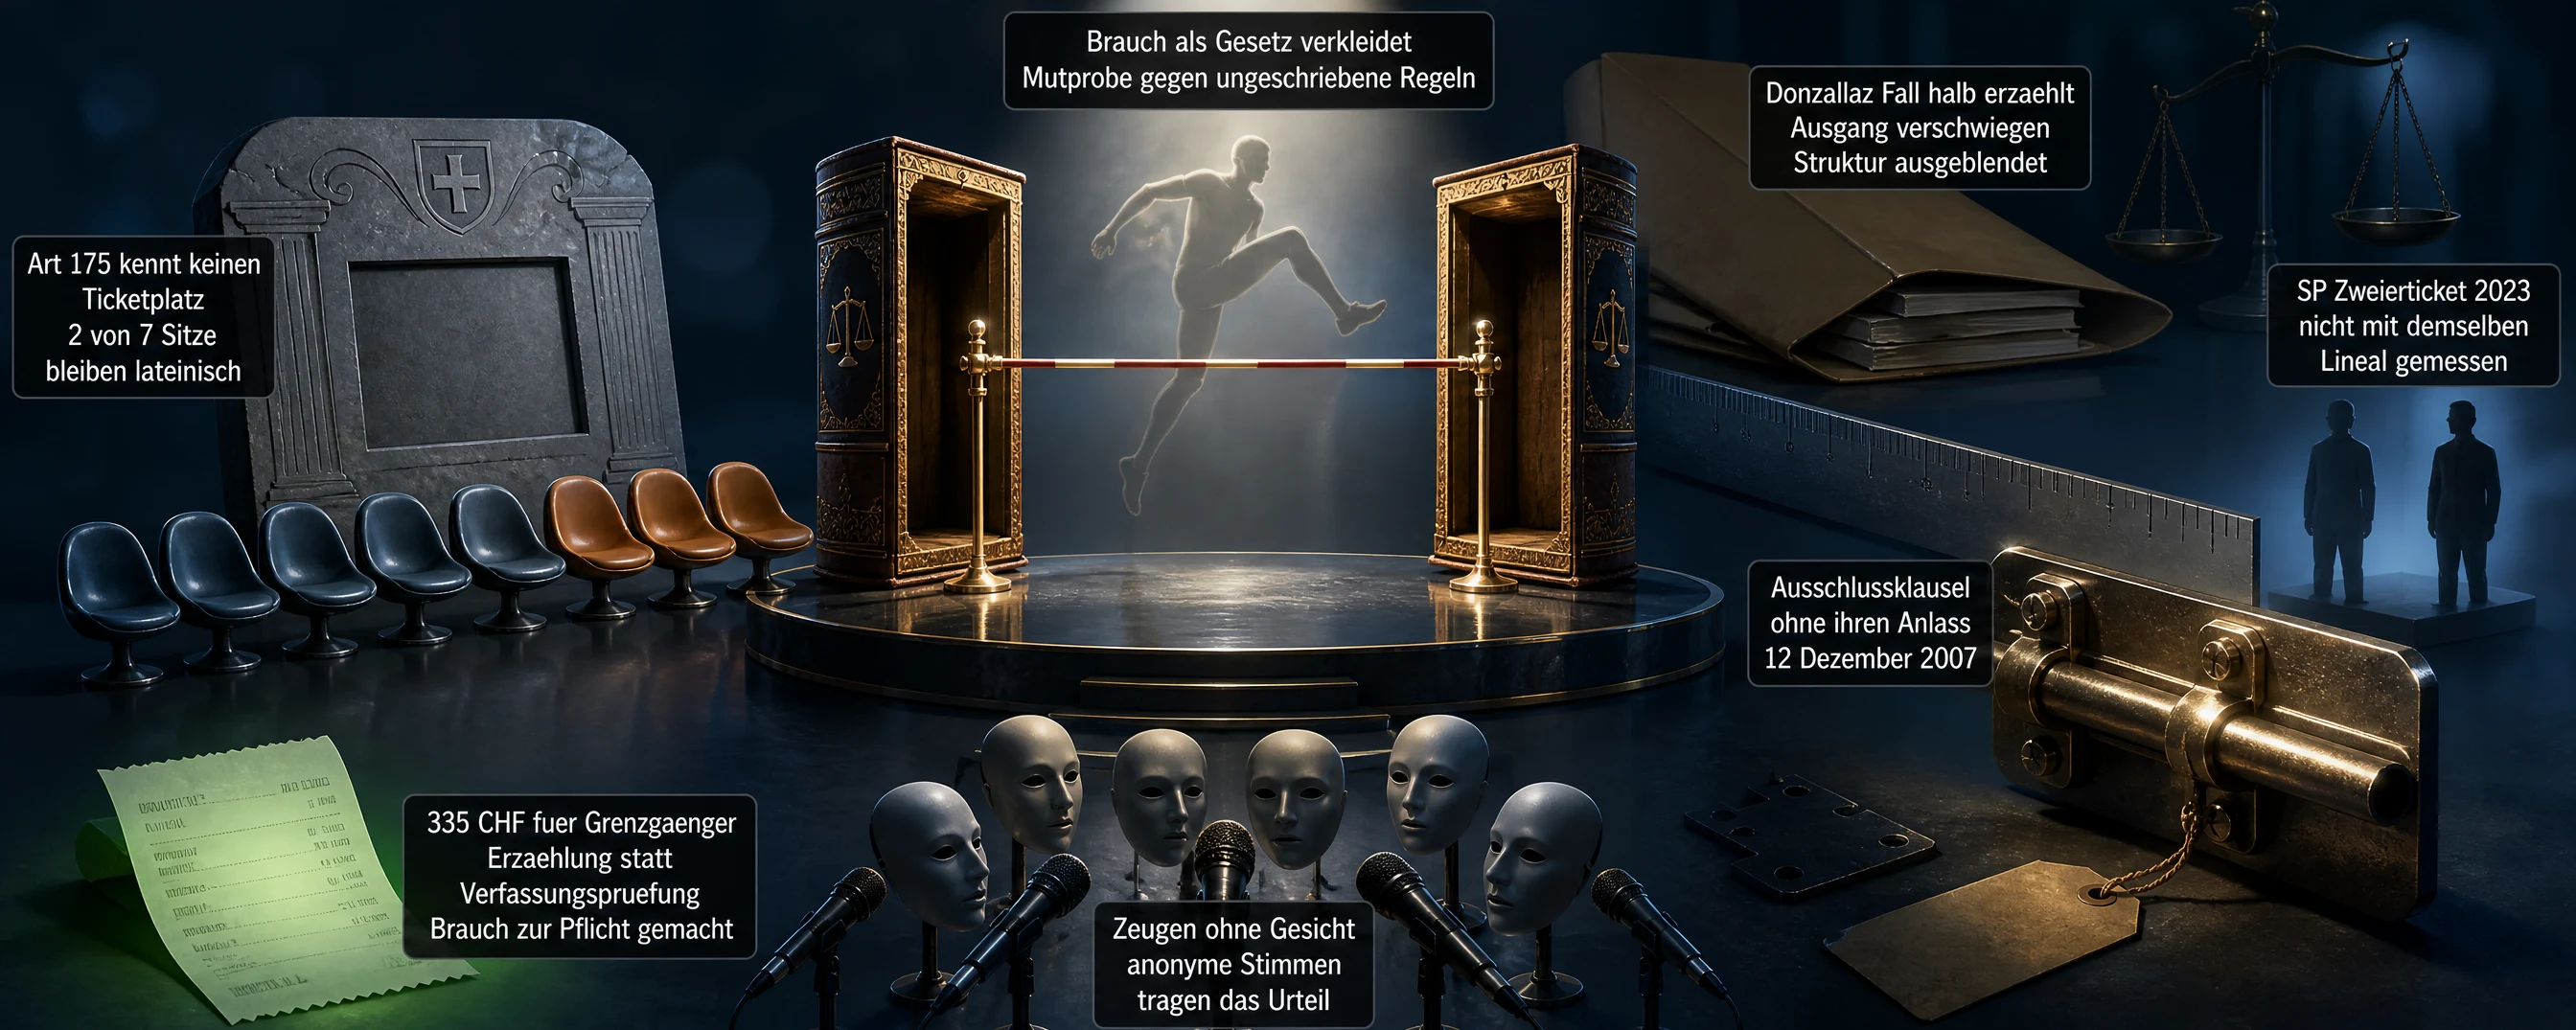 Brauch als Gesetz verkleidet
Mutprobe gegen ungeschriebene Regeln
Donzallaz Fall halb erzaehlt
Ausgang verschwiegen
Struktur ausgeblendet
Art 175 kennt keinen
Ticketplatz
2 von 7 Sitze
bleiben lateinisch
SP Zweierticket 2023
nicht mit demselben
Lineal gemessen
Ausschlussklausel
ohne ihren Anlass
12 Dezember 2007
335 CHF fuer Grenzgaenger
Erzaehlung statt
Verfassungspruefung
Brauch zur Pflicht gemacht
Zeugen ohne Gesicht
anonyme Stimmen
tragen das Urteil